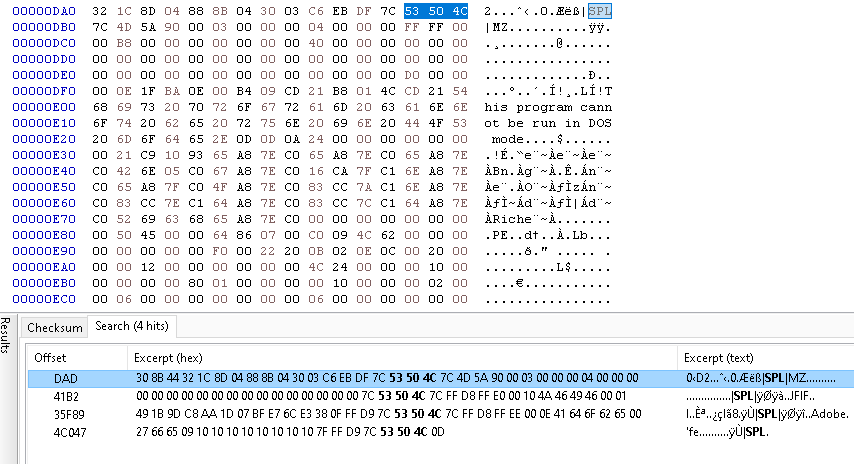 00000DA0 32 1C 8D 04 88 8B 04 30 03 C6 EB DF 7C 53 50 4C 2...ˆ‹.0.Æëß|SPL
00000DB0 7C 4D 5A 90 00 03 00 00 00 04 00 00 00 FF FF 00 |MZ..........ÿÿ.
00000DC0 00 B8 00 00 00 00 00 00 00 40 00 00 00 00 00 00 .¸.......@......
00000DD0 00 00 00 00 00 00 00 00 00 00 00 00 00 00 00 00 ................
00000DE0 00 00 00 00 00 00 00 00 00 00 00 00 00 D0 00 00 .............Ð..
00000DF0 00 0E 1F BA 0E 00 B4 09 CD 21 B8 01 4C CD 21 54 ...º..´.Í!¸.LÍ!T
00000E00 68 69 73 20 70 72 6F 67 72 61 6D 20 63 61 6E 6E his program cann
00000E10 6F 74 20 62 65 20 72 75 6E 20 69 6E 20 44 4F 53 ot be run in DOS
00000E20 20 6D 6F 64 65 2E 0D 0D 0A 24 00 00 00 00 00 00 mode....$......
00000E30 00 21 C9 10 93 65 A8 7E C0 65 A8 7E C0 65 A8 7E .!É.“e¨~Àe¨~Àe¨~
00000E40 C0 42 6E 05 C0 67 A8 7E C0 16 CA 7F C1 6E A8 7E ÀBn.Àg¨~À.Ê.Án¨~
00000E50 C0 65 A8 7F C0 4F A8 7E C0 83 CC 7A C1 6E A8 7E Àe¨.ÀO¨~ÀƒÌzÁn¨~
00000E60 C0 83 CC 7E C1 64 A8 7E C0 83 CC 7C C1 64 A8 7E ÀƒÌ~Ád¨~ÀƒÌ|Ád¨~
00000E70 C0 52 69 63 68 65 A8 7E C0 00 00 00 00 00 00 00 ÀRiche¨~À.......
00000E80 00 50 45 00 00 64 86 07 00 C0 09 4C 62 00 00 00 .PE..d†..À.Lb...
00000E90 00 00 00 00 00 F0 00 22 20 0B 02 0E 0C 00 20 00 .....ð." ..... .
00000EA0 00 00 12 00 00 00 00 00 00 4C 24 00 00 00 10 00 .........L$.....
00000EB0 00 00 00 00 80 01 00 00 00 00 10 00 00 00 02 00 ....€...........
00000EC0 00 06 00 00 00 00 00 00 00 06 00 00 00 00 00 00 ................
Results
Checksum Search (4 hits)
Offset Excerpt (hex) Excerpt (text)
DAD 30 8B 44 32 1C 8D 04 88 8B 04 30 03 C6 EB DF 7C 53 50 4C 7C 4D 5A 90 00 03 00 00 00 04 00 00 00 0‹D2...ˆ‹.0.Æëß|SPL|MZ..........
41B2 00 00 00 00 00 00 00 00 00 00 00 00 00 00 00 7C 53 50 4C 7C FF D8 FF E0 00 10 4A 46 49 46 00 01 ...............|SPL|ÿØÿà..JFIF..
35F89 49 1B 9D C8 AA 1D 07 BF E7 6C E3 38 0F FF D9 7C 53 50 4C 7C FF D8 FF EE 00 0E 41 64 6F 62 65 00 I..Èª..¿çlã8.ÿÙ|SPL|ÿØÿî..Adobe.
4C047 27 66 65 09 10 10 10 10 10 10 10 10 7F FF D9 7C 53 50 4C 0D 'fe..........ÿÙ|SPL.